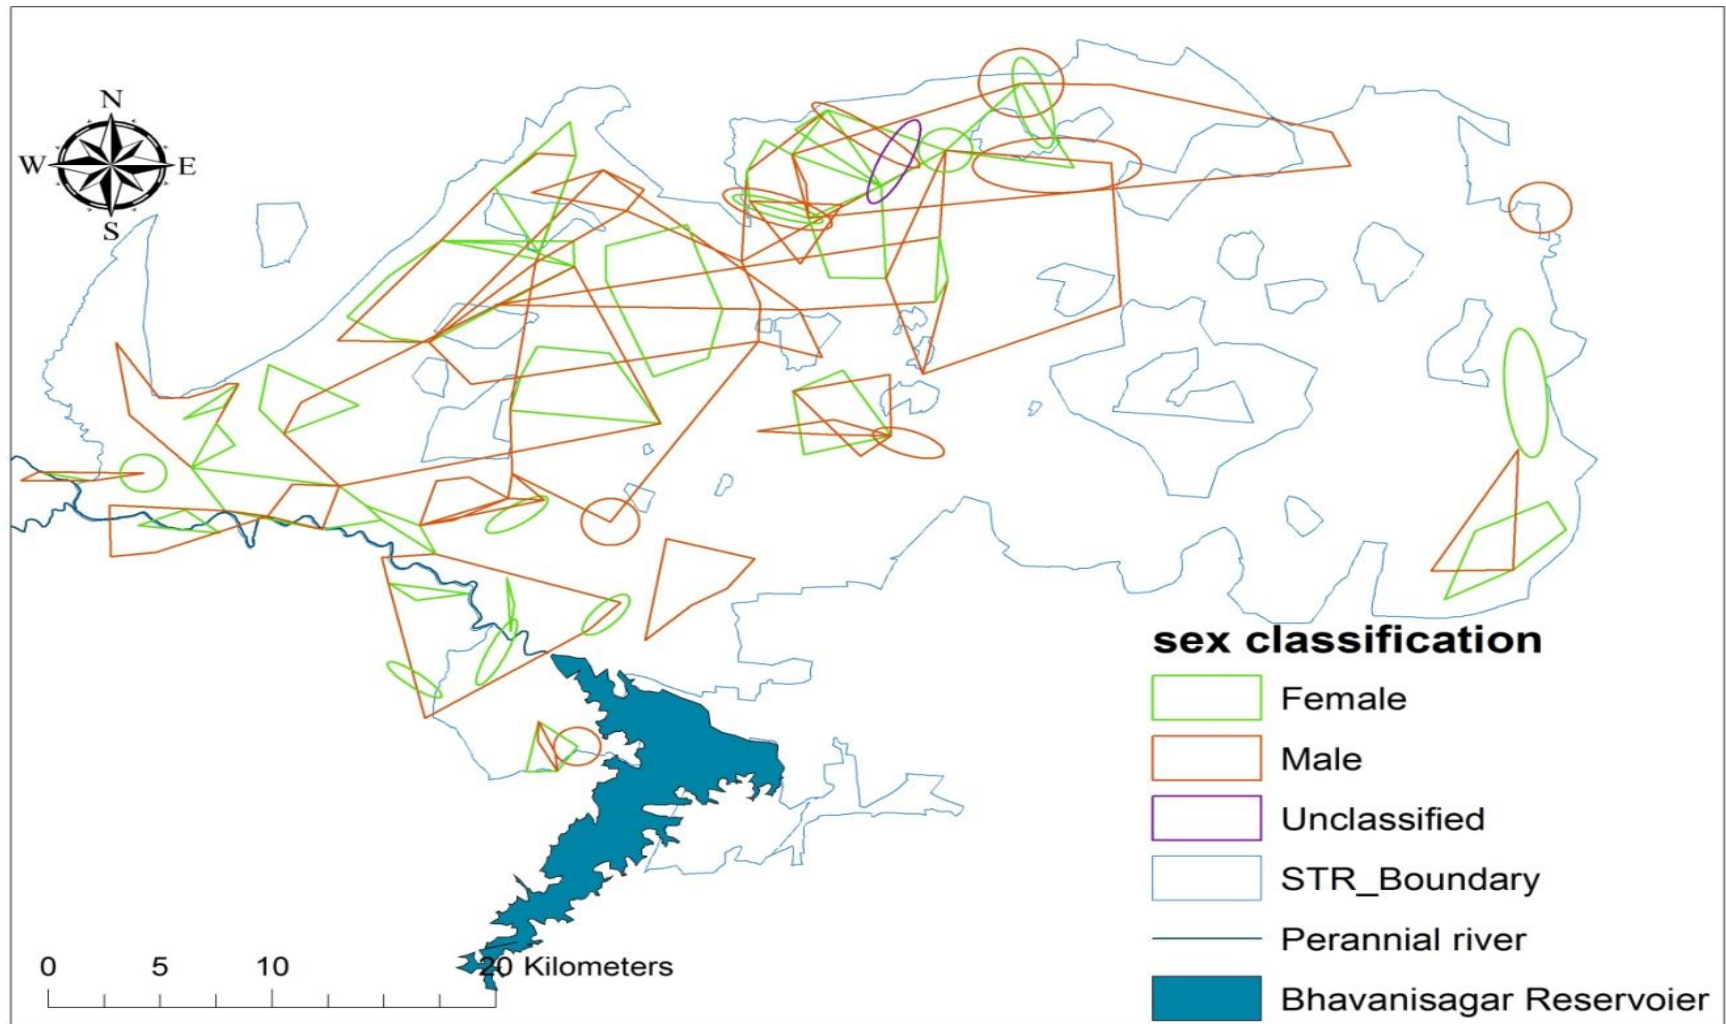 N
W E
S
sex classification
Female
Male
Unclassified
STR_Boundary
Perannial river
Bhavanisagar Reservoier
0 5 10 20 Kilometers